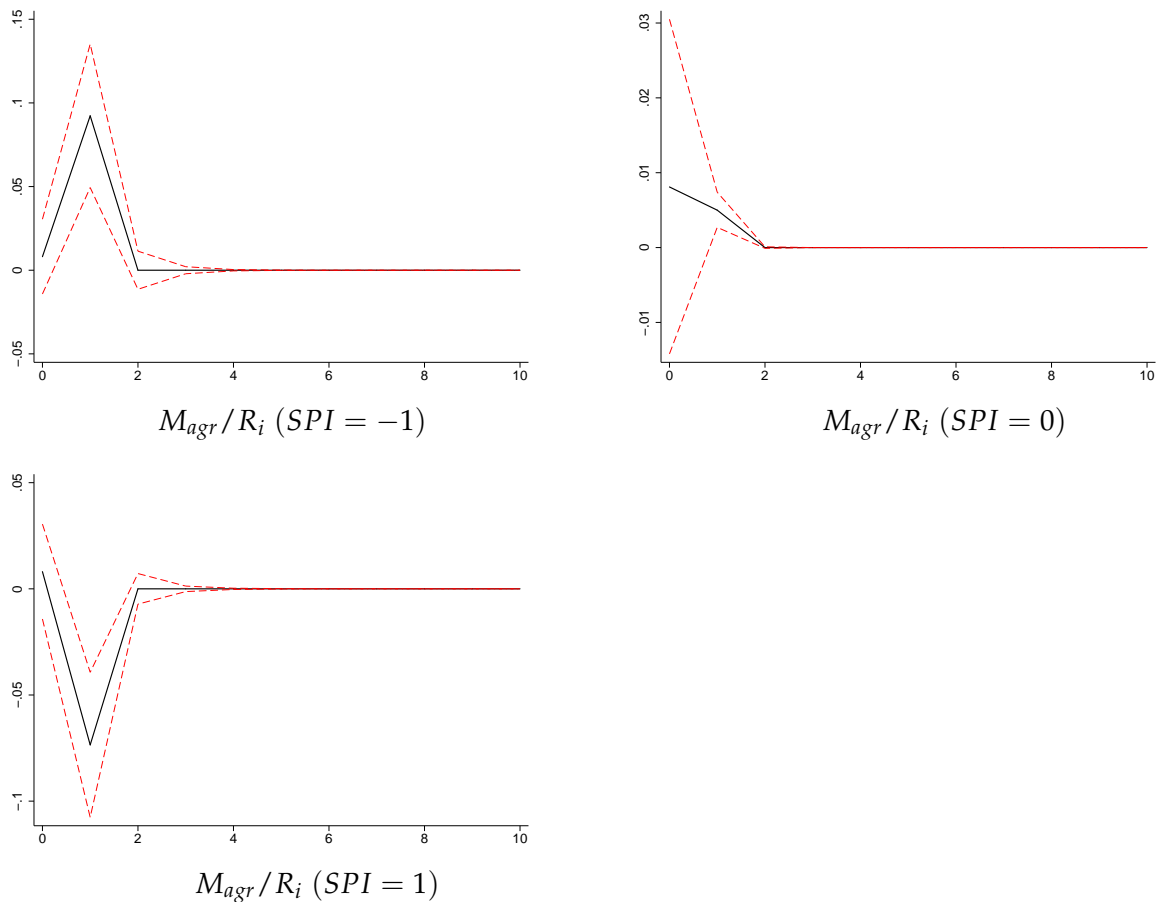 .15
.1
.05
0
−.05
0 2 4 6 8 10
M_agr/R_i (SPI = −1)
.03
.02
.01
0
−.01
0 2 4 6 8 10
M_agr/R_i (SPI = 0)
.05
0
−.05
−.1
0 2 4 6 8 10
M_agr/R_i (SPI = 1)